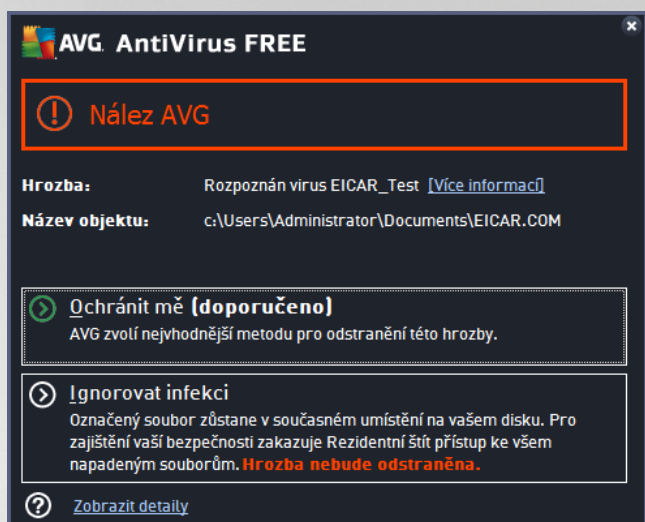 AVG. AntiVirus FREE
Nález AVG
Hrozba: Rozpoznán virus EICAR_Test [Více informací]
Název objektu: c:\Users\Administrator\Documents\EICAR.COM
Ochránit mě (doporučeno)
AVG zvolí nejvhodnější metodu pro odstranění této hrozby.
Ignorovat infekci
Označený soubor zůstane v současném umístění na vašem disku. Pro
zajištění vaší bezpečnosti zakazuje Rezidentní štít přístup ke všem
napadeným souborům. Hrozba nebude odstraněna.
Zobrazit detaily